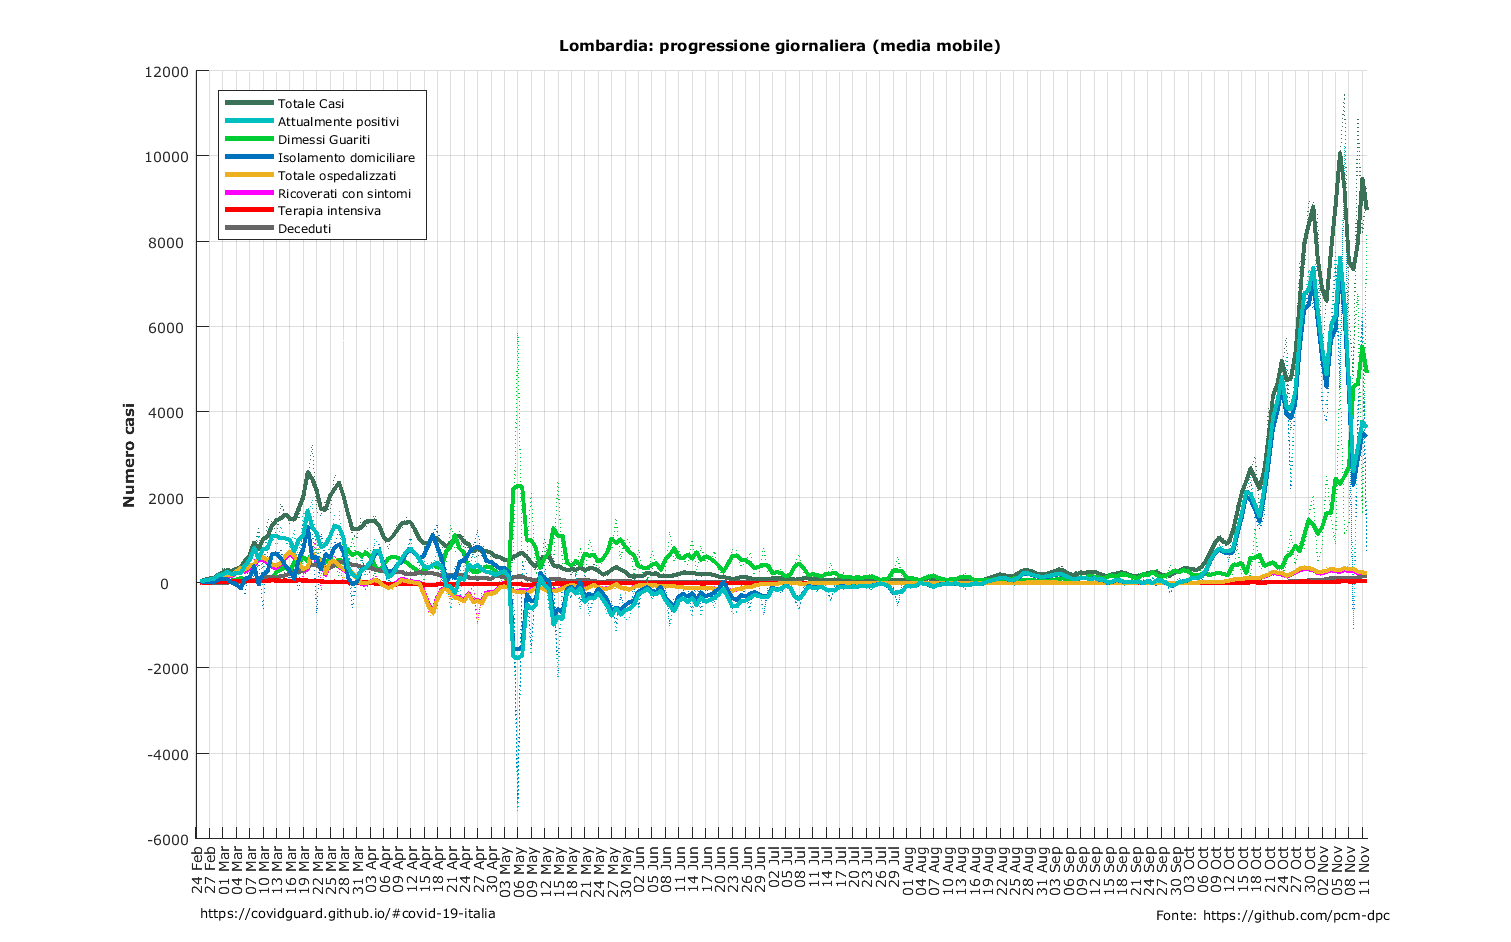 Lombardia: progressione giornaliera (media mobile)
12000
10000
8000
6000
4000
2000
0
-2000
-4000
-6000
Numero casi
Totale Casi
Attualmente positivi
Dimessi Guariti
Isolamento domiciliare
Totale ospedalizzati
Ricoverati con sintomi
Terapia intensiva
Deceduti
24 Feb
27 Feb
01 Mar
04 Mar
07 Mar
10 Mar
13 Mar
16 Mar
19 Mar
22 Mar
25 Mar
28 Mar
31 Mar
03 Apr
06 Apr
09 Apr
12 Apr
15 Apr
18 Apr
21 Apr
24 Apr
27 Apr
30 Apr
03 May
06 May
09 May
12 May
15 May
18 May
21 May
24 May
27 May
30 May
02 Jun
05 Jun
08 Jun
11 Jun
14 Jun
17 Jun
20 Jun
23 Jun
26 Jun
29 Jun
02 Jul
05 Jul
08 Jul
11 Jul
14 Jul
17 Jul
20 Jul
23 Jul
26 Jul
29 Jul
01 Aug
04 Aug
07 Aug
10 Aug
13 Aug
16 Aug
19 Aug
22 Aug
25 Aug
28 Aug
31 Aug
03 Sep
06 Sep
09 Sep
12 Sep
15 Sep
18 Sep
21 Sep
24 Sep
27 Sep
30 Sep
03 Oct
06 Oct
09 Oct
12 Oct
15 Oct
18 Oct
21 Oct
24 Oct
27 Oct
30 Oct
02 Nov
05 Nov
08 Nov
11 Nov
https://covidguard.github.io/#covid-19-italia
Fonte: https://github.com/pcm-dpc